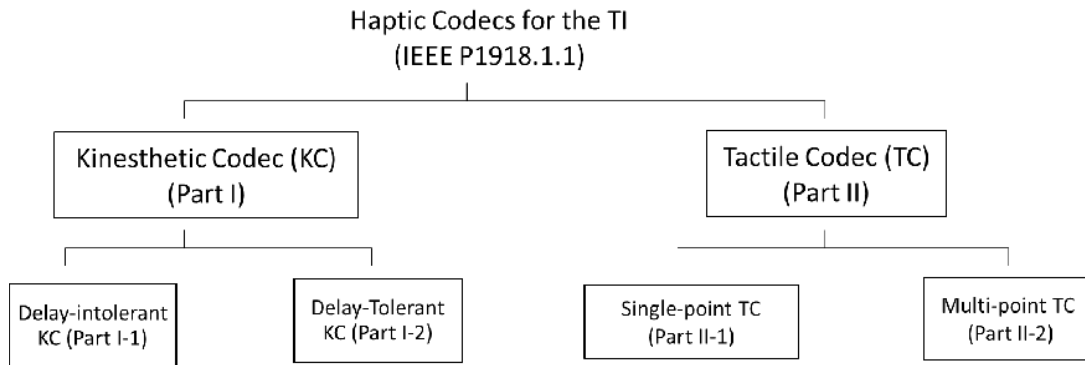 Haptic Codecs for the TI
(IEEE P1918.1.1)
Kinesthetic Codec (KC)
(Part I)
Tactile Codec (TC)
(Part II)
Delay-intolerant
KC (Part I-1)
Delay-Tolerant
KC (Part I-2)
Single-point TC
(Part II-1)
Multi-point TC
(Part II-2)